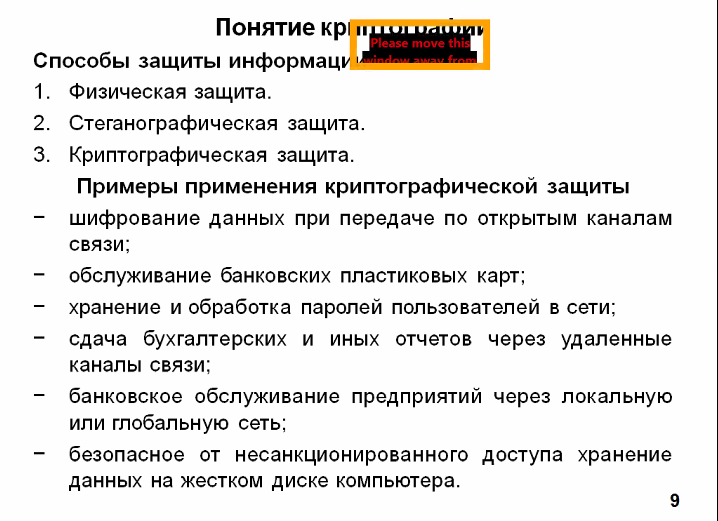 Понятие криптографии
Please move this
window away from
Способы защиты информации
1. Физическая защита.
2. Стеганографическая защита.
3. Криптографическая защита.
Примеры применения криптографической защиты
− шифрование данных при передаче по открытым каналам
связи;
− обслуживание банковских пластиковых карт;
− хранение и обработка паролей пользователей в сети;
− сдача бухгалтерских и иных отчетов через удаленные
каналы связи;
− банковское обслуживание предприятий через локальную
или глобальную сеть;
− безопасное от несанкционированного доступа хранение
данных на жестком диске компьютера.
9